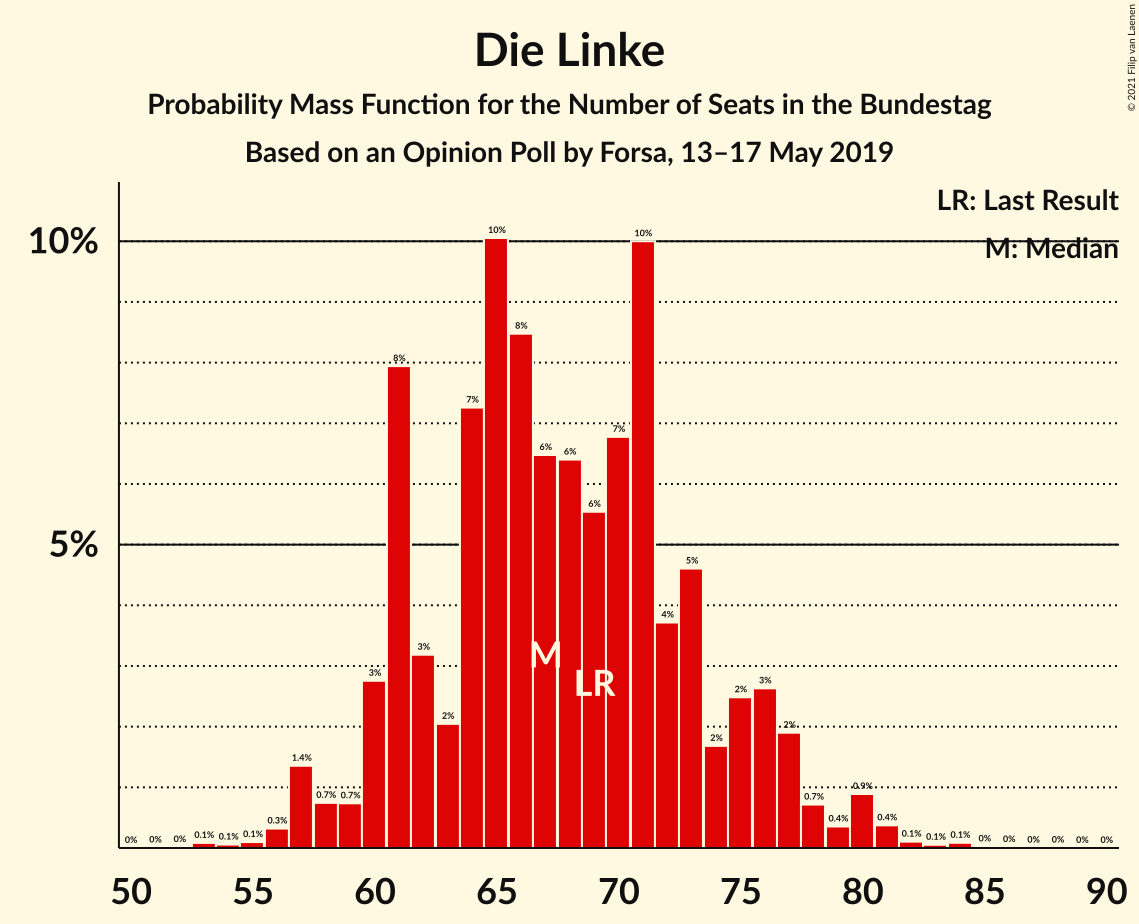 Die Linke
Probability Mass Function for the Number of Seats in the Bundestag
Based on an Opinion Poll by Forsa, 13–17 May 2019
© 2021 Filip van Laenen
LR: Last Result
M: Median
10%
5%
0% 0% 0% 0.1% 0.1% 0.1% 0.3% 1.4% 0.7% 0.7% 3% 8% 3% 2% 7% 10% 8% 6% 6% 6% 7% 10% 4% 5% 2% 2% 3% 2% 0.7% 0.4% 0.9% 0.4% 0.1% 0.1% 0.1% 0% 0% 0% 0% 0% 0%
M
LR
50 55 60 65 70 75 80 85 90